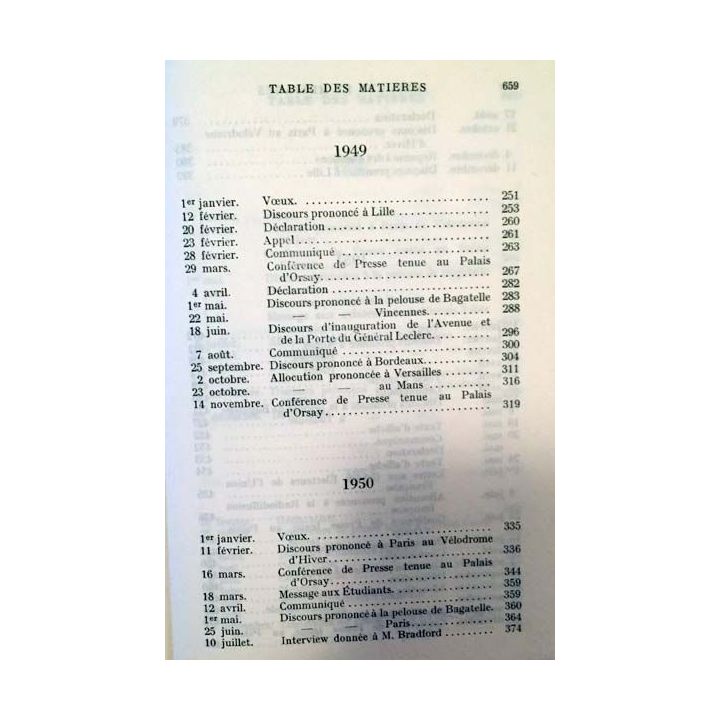 TABLE DES MATIERES 659
1949
1er janvier. Vœux. 251
12 février. Discours prononcé à Lille 253
20 février. Déclaration 260
23 février. Appel 261
28 février. Communiqué 263
29 mars. Conférence de Presse tenue au Palais
d'Orsay. 267
4 avril. Déclaration 282
1er mai. Discours prononcé à la pelouse de Bagatelle 283
22 mai. — — Vincennes. 288
18 juin. Discours d'inauguration de l'Avenue et
de la Porte du Général Leclerc. 296
7 août. Communiqué 300
25 septembre. Discours prononcé à Bordeaux. 304
2 octobre. Allocution prononcée à Versailles 311
23 octobre. — — au Mans 316
14 novembre. Conférence de Presse tenue au Palais
d'Orsay 319
1950
1er janvier. Vœux. 335
11 février. Discours prononcé à Paris au Vélodrome
d'Hiver. 336
16 mars. Conférence de Presse tenue au Palais
d'Orsay 344
18 mars. Message aux Étudiants. 359
12 avril. Communiqué 359
1er mai. Discours prononcé à la pelouse de Bagatelle. 360
25 juin. — — Paris 364
10 juillet. Interview donnée à M. Bradford 374